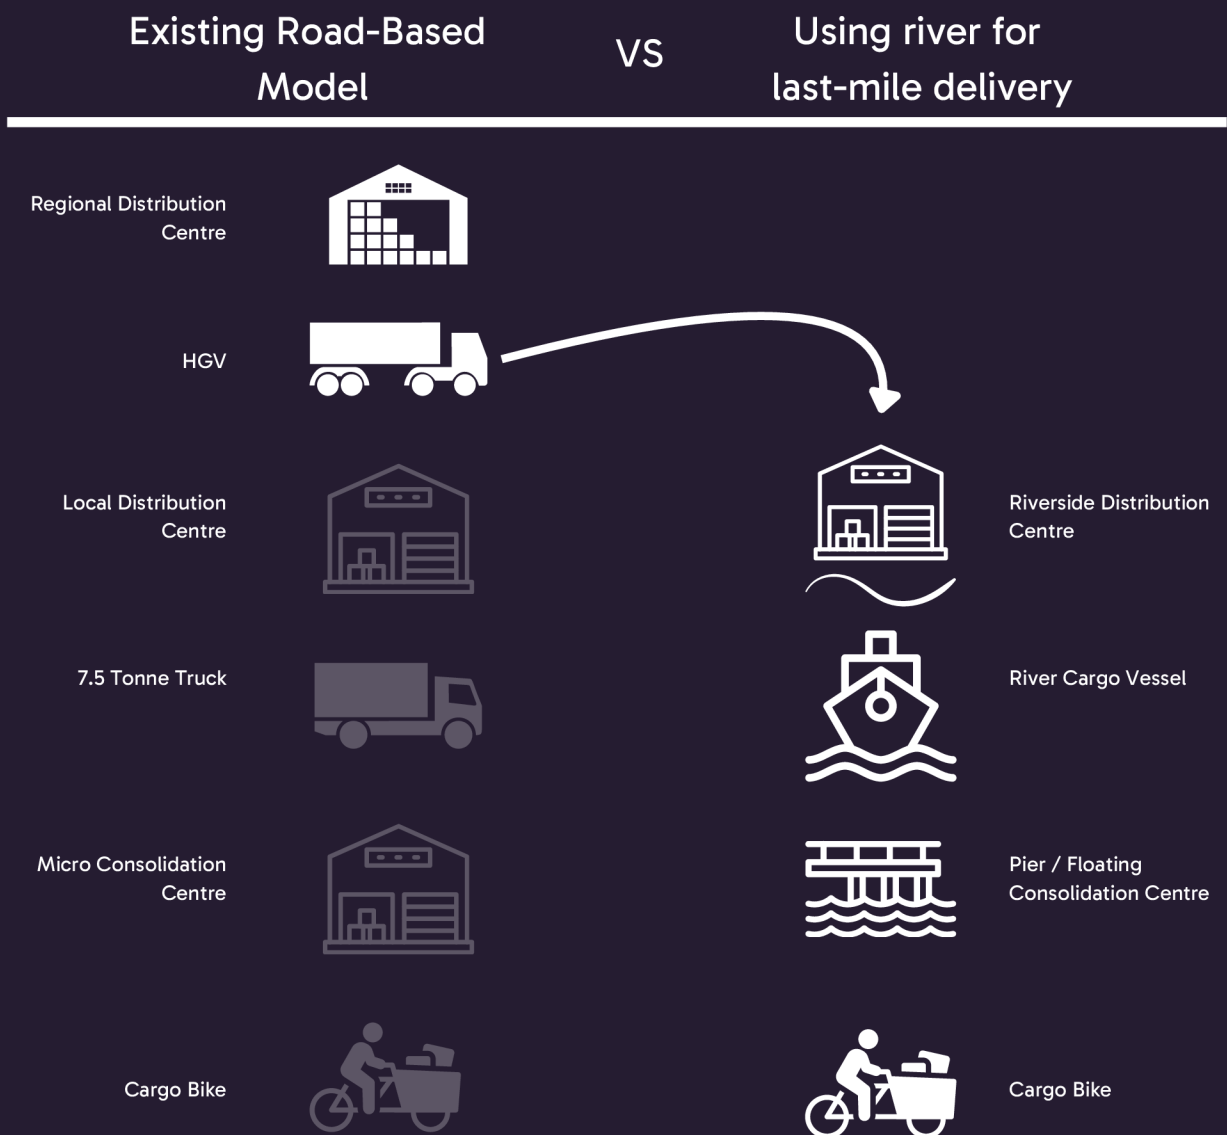 Existing Road-Based
Model
VS
Using river for
last-mile delivery
Regional Distribution
Centre
HGV
Local Distribution
Centre
Riverside Distribution
Centre
7.5 Tonne Truck
River Cargo Vessel
Micro Consolidation
Centre
Pier / Floating
Consolidation Centre
Cargo Bike
Cargo Bike